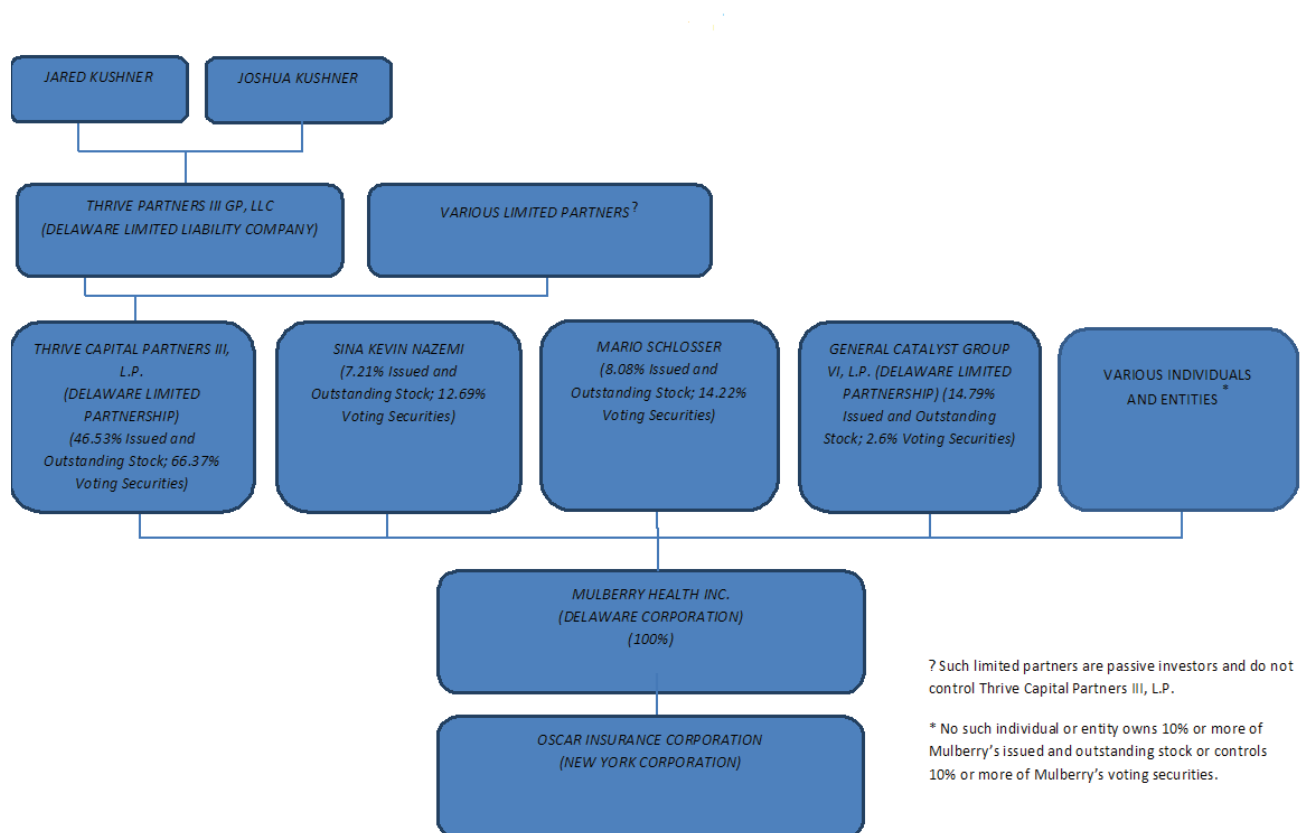 JARED KUSHNER
JOSHUA KUSHNER
THRIVE PARTNERS III GP, LLC
(DELAWARE LIMITED LIABILITY COMPANY)
VARIOUS LIMITED PARTNERS?
THRIVE CAPITAL PARTNERS III,
L.P.
(DELAWARE LIMITED
PARTNERSHIP)
(46.53% Issued and
Outstanding Stock; 66.37%
Voting Securities)
SINA KEVIN NAZEMI
(7.21% Issued and
Outstanding Stock; 12.69%
Voting Securities)
MARIO SCHLOSSER
(8.08% Issued and
Outstanding Stock; 14.22%
Voting Securities)
GENERAL CATALYST GROUP
VI, L.P. (DELAWARE LIMITED
PARTNERSHIP) (14.79%
Issued and Outstanding
Stock; 2.6% Voting Securities)
VARIOUS INDIVIDUALS
AND ENTITIES *
MULBERRY HEALTH INC.
(DELAWARE CORPORATION)
(100%)
OSCAR INSURANCE CORPORATION
(NEW YORK CORPORATION)
? Such limited partners are passive investors and do not
control Thrive Capital Partners III, L.P.
* No such individual or entity owns 10% or more of
Mulberry's issued and outstanding stock or controls
10% or more of Mulberry's voting securities.